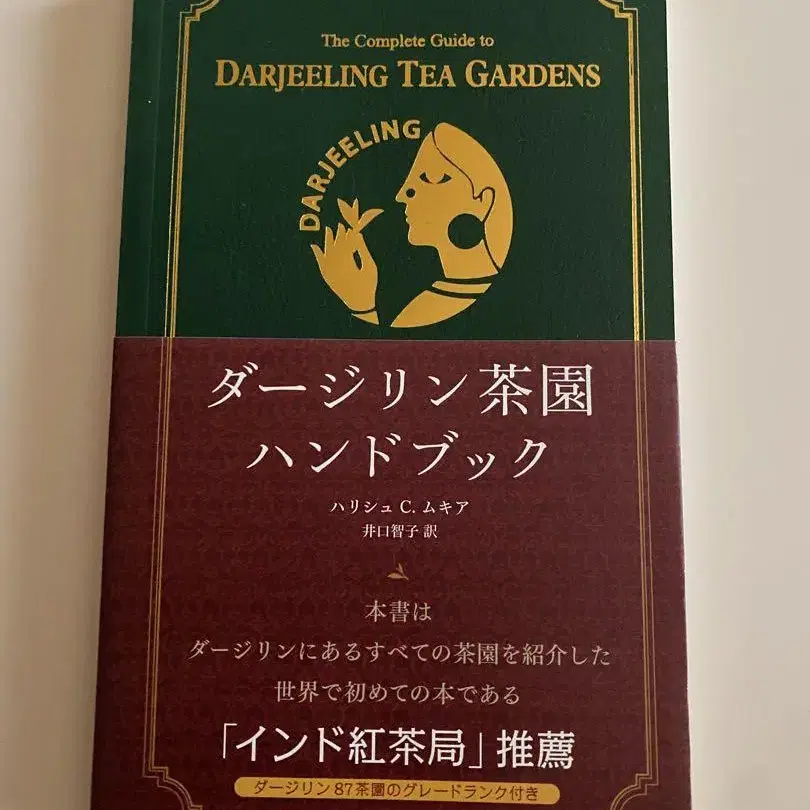 The Complete Guide to
DARJEELING TEA GARDENS
DARJEELING
ダージリン茶園
ハンドブック
ハリシュ C. ムキア
井口智子 訳
本書は
ダージリンにあるすべての茶園を紹介した
世界で初めての本である
「インド紅茶局」推薦
ダージリン87茶園のグレードランク付き